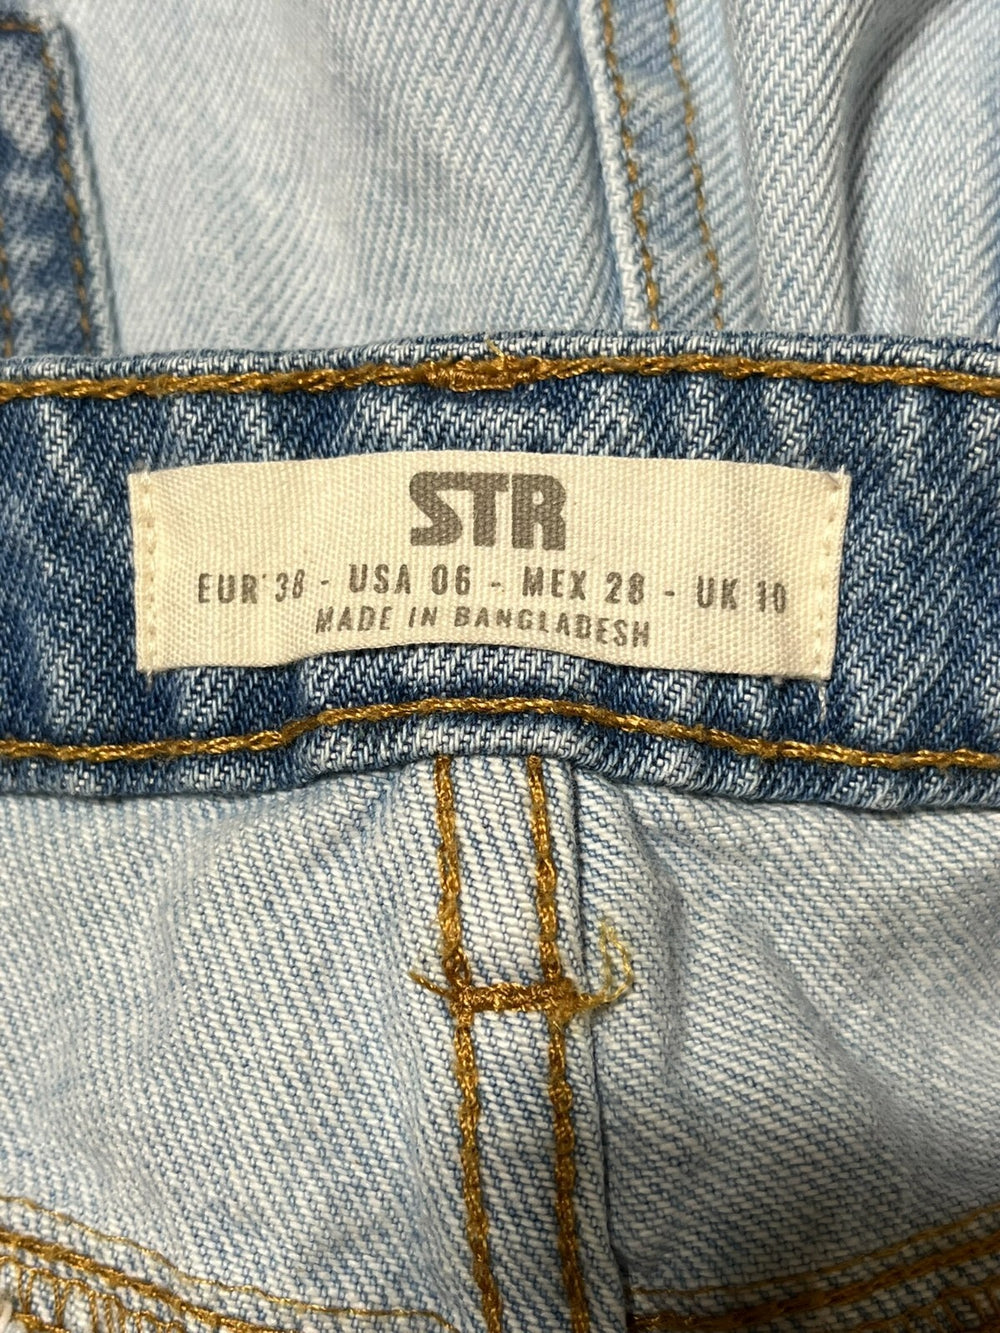 STR
EUR 38 - USA 06 - MEX 28 - UK 10
MADE IN BANGLADESH